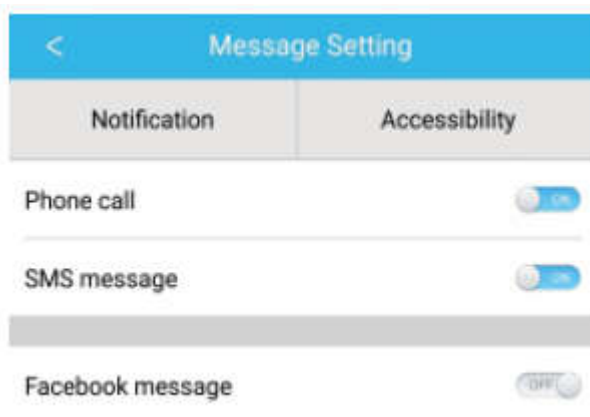 < Message Setting
Notification Accessibility
Phone call ON
SMS message ON
Facebook message OFF